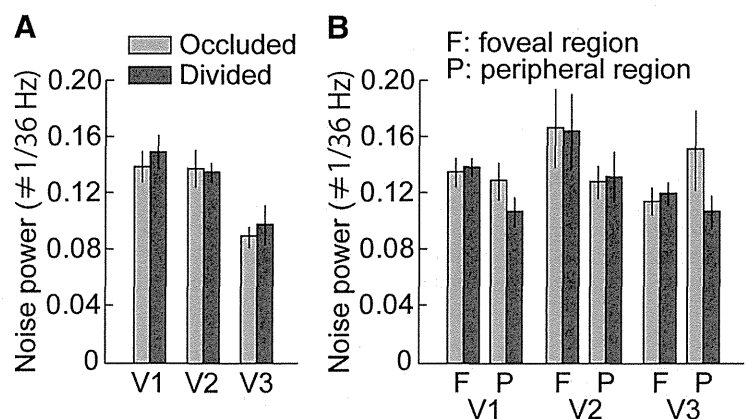 A
Occluded
Divided
Noise power (≠1/36 Hz)
0.20
0.16
0.12
0.08
0.04
0
V1 V2 V3
B
F: foveal region
P: peripheral region
Noise power (≠1/36 Hz)
0.20
0.16
0.12
0.08
0.04
0
F P F P F P
V1 V2 V3